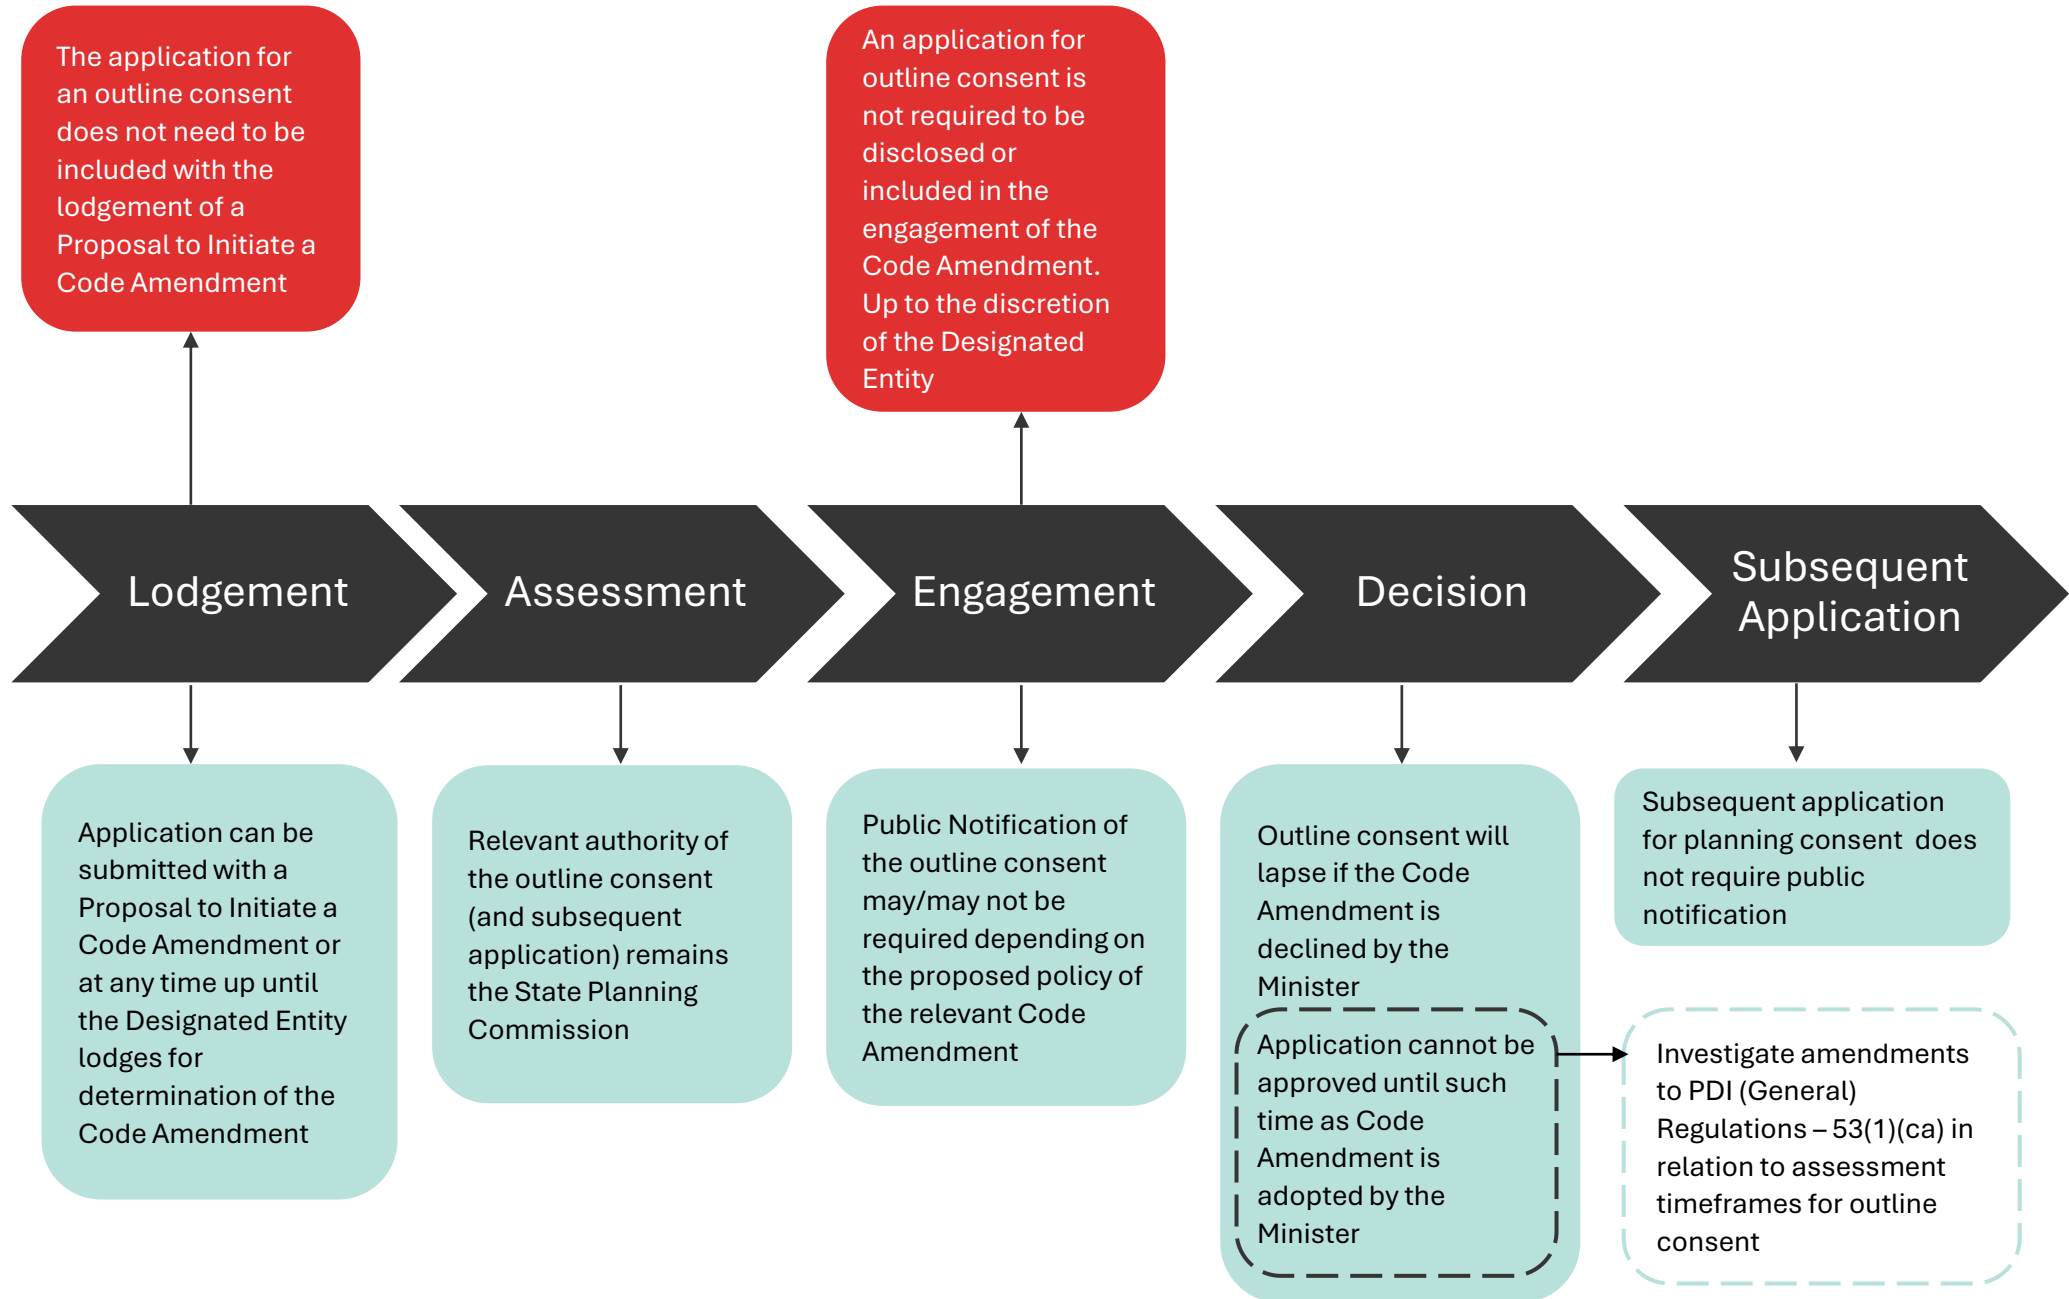 The application for
an outline consent
does not need to be
included with the
lodgement of a
Proposal to Initiate a
Code Amendment
An application for
outline consent is
not required to be
disclosed or
included in the
engagement of the
Code Amendment.
Up to the discretion
of the Designated
Entity
Lodgement
Assessment
Engagement
Decision
Subsequent
Application
Application can be
submitted with a
Proposal to Initiate a
Code Amendment or
at any time up until
the Designated Entity
lodges for
determination of the
Code Amendment
Relevant authority of
the outline consent
(and subsequent
application) remains
the State Planning
Commission
Public Notification of
the outline consent
may/may not be
required depending on
the proposed policy of
the relevant Code
Amendment
Outline consent will
lapse if the Code
Amendment is
declined by the
Minister
Application cannot be
approved until such
time as Code
Amendment is
adopted by the
Minister
Subsequent application
for planning consent  does
not require public
notification
Investigate amendments
to PDI (General)
Regulations – 53(1)(ca) in
relation to assessment
timeframes for outline
consent